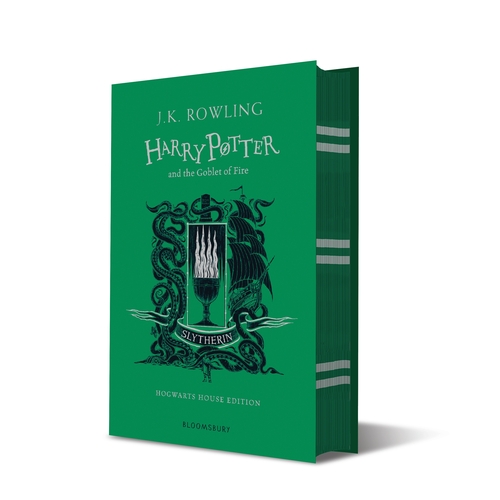 J.K. ROWLING
HARRY POTTER
and the Goblet of Fire
SLYTHERIN
HOGWARTS HOUSE EDITION
BLOOMSBURY